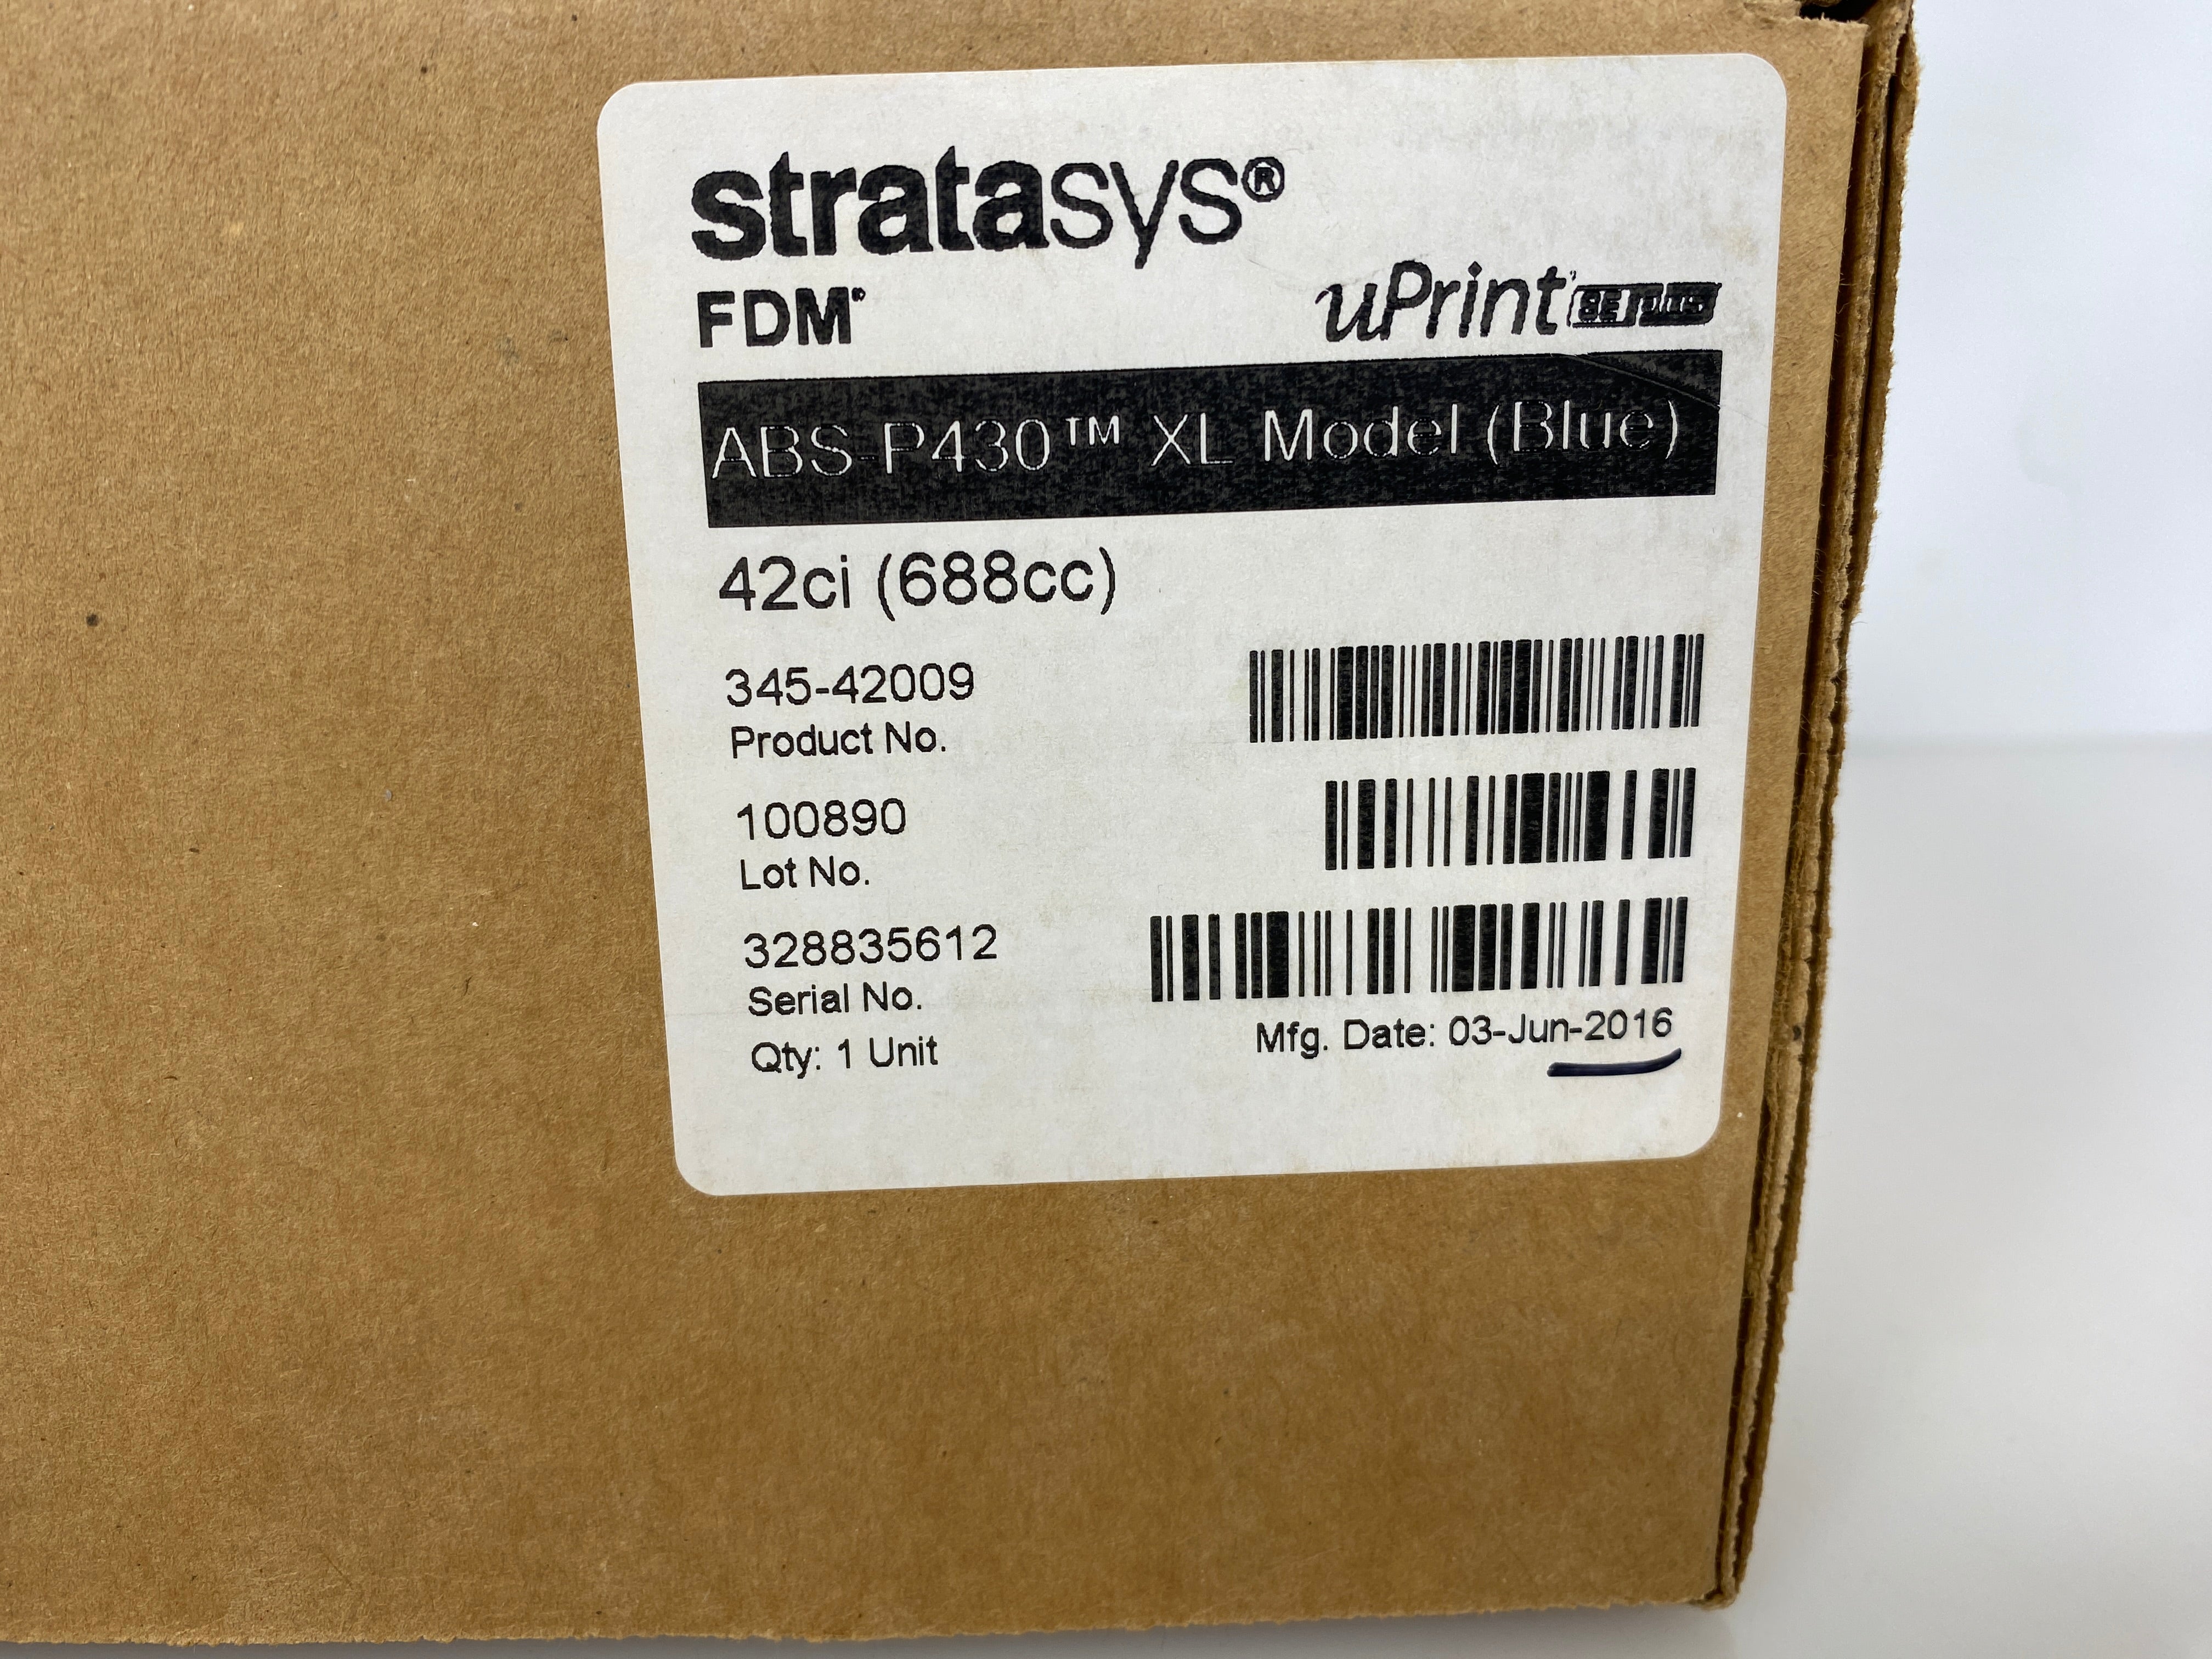 stratasys®
FDM®
uPrint SE PLUS
ABS-P430™ XL Model (Blue)
42ci (688cc)
345-42009
Product No.
100890
Lot No.
328835612
Serial No.
Qty: 1 Unit
Mfg. Date: 03-Jun-2016